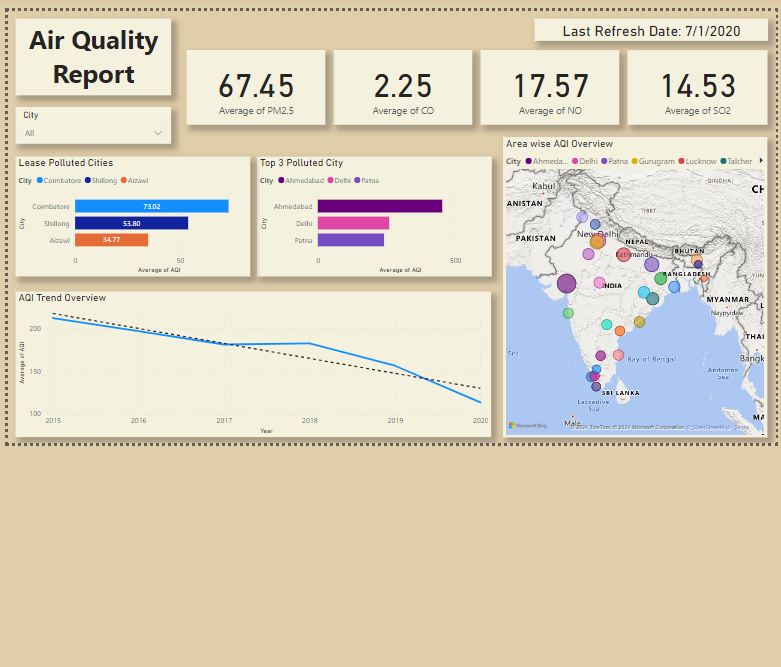 Air Quality
Report
Last Refresh Date: 7/1/2020
67.45
Average of PM2.5
2.25
Average of CO
17.57
Average of NO
14.53
Average of SO2
City
All
Lease Polluted Cities
City Coimbatore Shillong Aizawl
City
Coimbatore 73.02
Shillong 53.80
Aizawl 34.77
0 50
Average of AQI
Top 3 Polluted City
City Ahmedabad Delhi Patna
City
Ahmedabad
Delhi
Patna
0 500
Average of AQI
Area wise AQI Overview
City Ahmeda... Delhi Patna Gurugram Lucknow Talcher
QINGHAI
Kabul
CH
ANISTAN
TIBET
New Delhi
PAKISTAN
NEPAL
Kathmandu
BHUTAN
BANGLADESH
YUN
INDIA
MYANMAR
Naypyidaw
THAI
Sea
Bay of Bengal
Bangk
Andaman
Sea
SRI LANKA
Laccadive
Sea
Malé
MA
Microsoft Bing
© 2024 TomTom, © 2024 Microsoft Corporation, © OpenStreetMap Terms
AQI Trend Overview
Average of AQI
200
150
100
2015 2016 2017 2018 2019 2020
Year